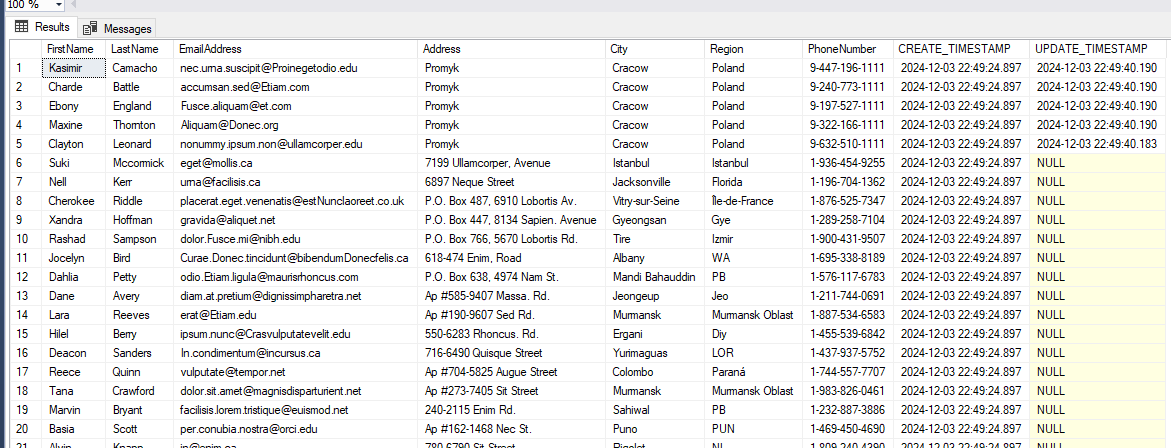 100 %
Results Messages
FirstName LastName EmailAddress Address City Region PhoneNumber CREATE_TIMESTAMP UPDATE_TIMESTAMP
1 Kasimir Camacho nec.urna.suscipit@Proinegetodio.edu Promyk Cracow Poland 9-447-196-1111 2024-12-03 22:49:24.897 2024-12-03 22:49:40.190
2 Charde Battle accumsan.sed@Etiam.com Promyk Cracow Poland 9-240-773-1111 2024-12-03 22:49:24.897 2024-12-03 22:49:40.190
3 Ebony England Fusce.aliquam@et.com Promyk Cracow Poland 9-197-527-1111 2024-12-03 22:49:24.897 2024-12-03 22:49:40.190
4 Maxine Thornton Aliquam@Donec.org Promyk Cracow Poland 9-322-166-1111 2024-12-03 22:49:24.897 2024-12-03 22:49:40.190
5 Clayton Leonard nonummy.ipsum.non@ullamcorper.edu Promyk Cracow Poland 9-632-510-1111 2024-12-03 22:49:24.897 2024-12-03 22:49:40.183
6 Suki Mccormick eget@mollis.ca 7199 Ullamcorper, Avenue Istanbul Istanbul 1-936-454-9255 2024-12-03 22:49:24.897 NULL
7 Nell Kerr urna@facilisis.ca 6897 Neque Street Jacksonville Florida 1-196-704-1362 2024-12-03 22:49:24.897 NULL
8 Cherokee Riddle placerat.eget.venenatis@estNunclaoreet.co.uk P.O. Box 487, 6910 Lobortis Av. Vitry-sur-Seine Île-de-France 1-876-525-7347 2024-12-03 22:49:24.897 NULL
9 Xandra Hoffman gravida@aliquet.net P.O. Box 447, 8134 Sapien. Avenue Gyeongsan Gye 1-289-258-7104 2024-12-03 22:49:24.897 NULL
10 Rashad Sampson dolor.Fusce.mi@nibh.edu P.O. Box 766, 5670 Lobortis Rd. Tire Izmir 1-900-431-9507 2024-12-03 22:49:24.897 NULL
11 Jocelyn Bird Curae.Donec.tincidunt@bibendumDonecfelis.ca 618-474 Enim, Road Albany WA 1-695-338-8189 2024-12-03 22:49:24.897 NULL
12 Dahlia Petty odio.Etiam.ligula@maurisrhoncus.com P.O. Box 638, 4974 Nam St. Mandi Bahauddin PB 1-576-117-6783 2024-12-03 22:49:24.897 NULL
13 Dane Avery diam.at.pretium@dignissimpharetra.net Ap #585-9407 Massa. Rd. Jeongeup Jeo 1-211-744-0691 2024-12-03 22:49:24.897 NULL
14 Lara Reeves erat@Etiam.edu Ap #190-9607 Sed Rd. Murmansk Murmansk Oblast 1-887-534-6583 2024-12-03 22:49:24.897 NULL
15 Hilel Berry ipsum.nunc@Crasvulputatevelit.edu 550-6283 Rhoncus. Rd. Ergani Diy 1-455-539-6842 2024-12-03 22:49:24.897 NULL
16 Deacon Sanders In.condimentum@incursus.ca 716-6490 Quisque Street Yurimaguas LOR 1-437-937-5752 2024-12-03 22:49:24.897 NULL
17 Reece Quinn vulputate@tempor.net Ap #704-5825 Augue Street Colombo Paraná 1-744-557-7707 2024-12-03 22:49:24.897 NULL
18 Tana Crawford dolor.sit.amet@magnisdisparturient.net Ap #273-7405 Sit Street Murmansk Murmansk Oblast 1-983-826-0461 2024-12-03 22:49:24.897 NULL
19 Marvin Bryant facilisis.lorem.tristique@euismod.net 240-2115 Enim Rd. Sahiwal PB 1-232-887-3886 2024-12-03 22:49:24.897 NULL
20 Basia Scott per.conubia.nostra@orci.edu Ap #162-1468 Nec St. Puno PUN 1-469-450-4690 2024-12-03 22:49:24.897 NULL